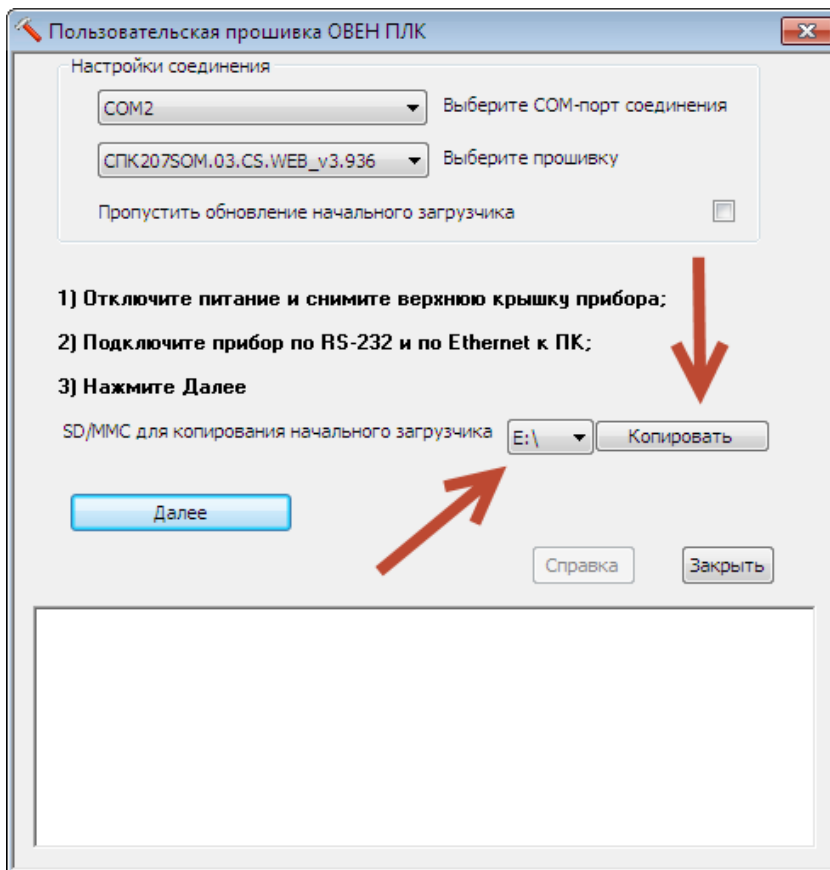 Пользовательская прошивка ОВЕН ПЛК
Настройки соединения
COM2
Выберите COM-порт соединения
СПК207SOM.03.CS.WEB_v3.936
Выберите прошивку
Пропустить обновление начального загрузчика
1) Отключите питание и снимите верхнюю крышку прибора;
2) Подключите прибор по RS-232 и по Ethernet к ПК;
3) Нажмите Далее
SD/MMC для копирования начального загрузчика
E:\
Копировать
Далее
Справка
Закрыть